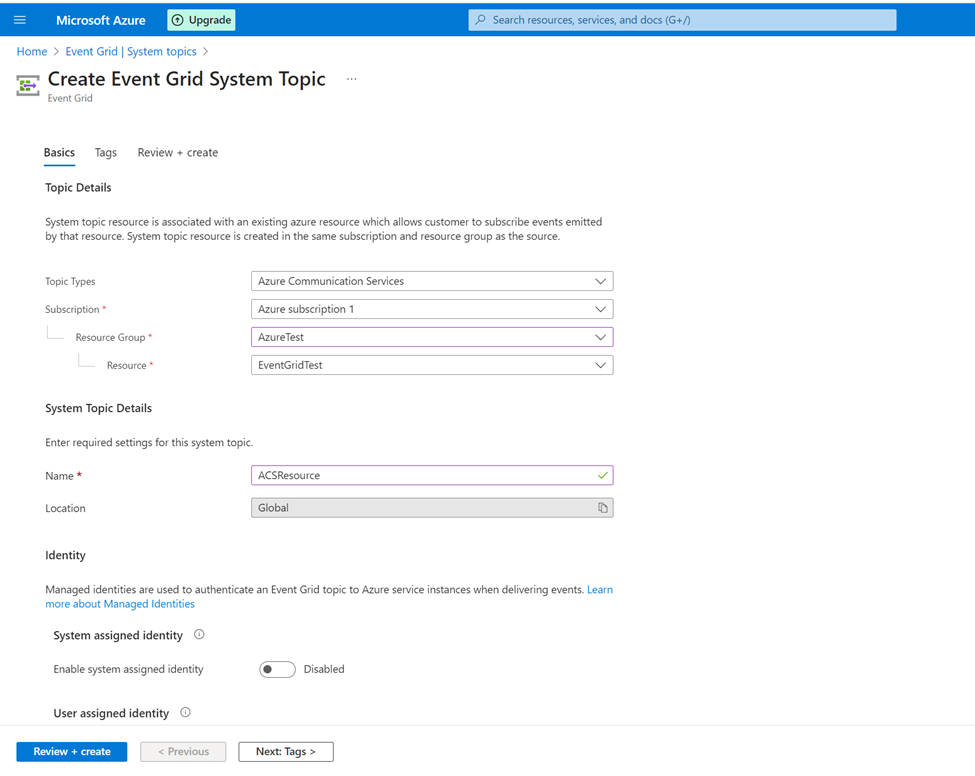 Microsoft Azure
Upgrade
Search resources, services, and docs (G+/)
Home > Event Grid | System topics >
Create Event Grid System Topic ...
Event Grid
Basics Tags Review + create
Topic Details
System topic resource is associated with an existing azure resource which allows customer to subscribe events emitted
by that resource. System topic resource is created in the same subscription and resource group as the source.
Topic Types Azure Communication Services
Subscription * Azure subscription 1
Resource Group * AzureTest
Resource * EventGridTest
System Topic Details
Enter required settings for this system topic.
Name * ACSResource
Location Global
Identity
Managed identities are used to authenticate an Event Grid topic to Azure service instances when delivering events. Learn
more about Managed Identities
System assigned identity
Enable system assigned identity Disabled
User assigned identity
Review + create < Previous Next: Tags >